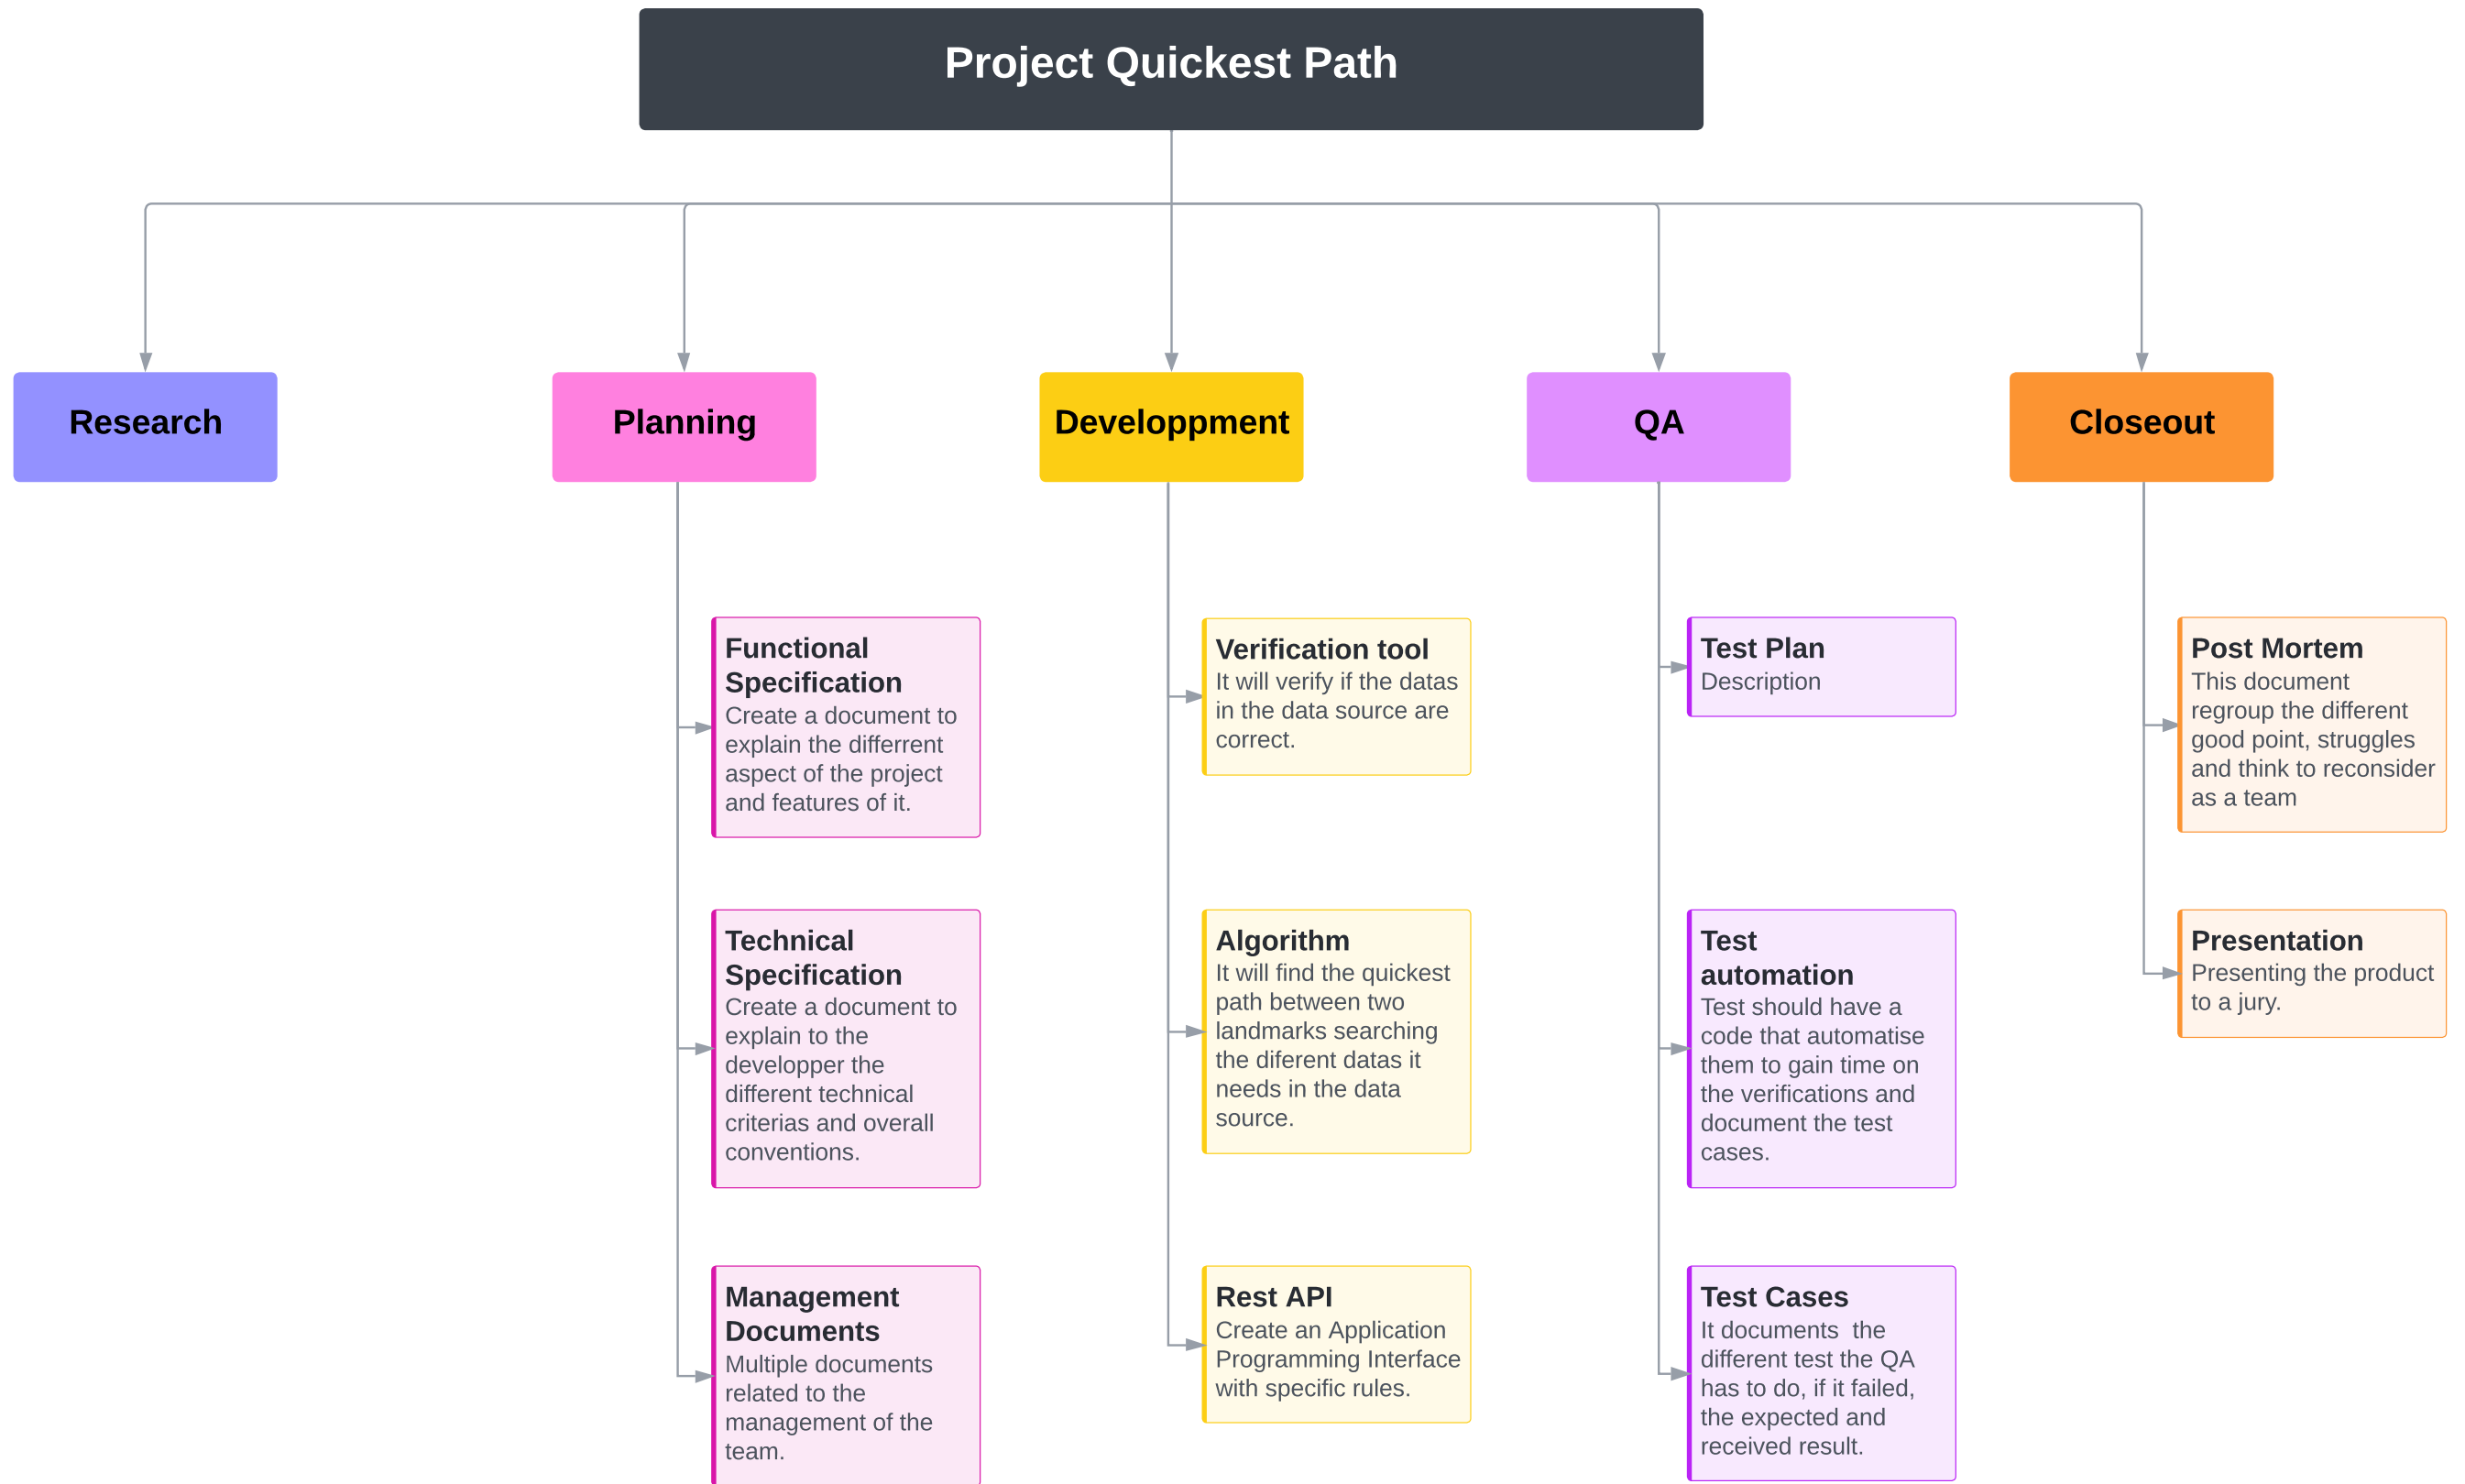 Project Quickest Path
Research
Planning
Developpment
QA
Closeout
Functional
Specification
Create a document to
explain the differrent
aspect of the project
and features of it.
Technical
Specification
Create a document to
explain to the
developper the
different technical
criterias and overall
conventions.
Management
Documents
Multiple documents
related to the
management of the
team.
Verification tool
It will verify if the datas
in the data source are
correct.
Algorithm
It will find the quickest
path between two
landmarks searching
the diferent datas it
needs in the data
source.
Rest API
Create an Application
Programming Interface
with specific rules.
Test Plan
Description
Test
automation
Test should have a
code that automatise
them to gain time on
the verifications and
document the test
cases.
Test Cases
It documents  the
different test the QA
has to do, if it failed,
the expected and
received result.
Post Mortem
This document
regroup the different
good point, struggles
and think to reconsider
as a team
Presentation
Presenting the product
to a jury.